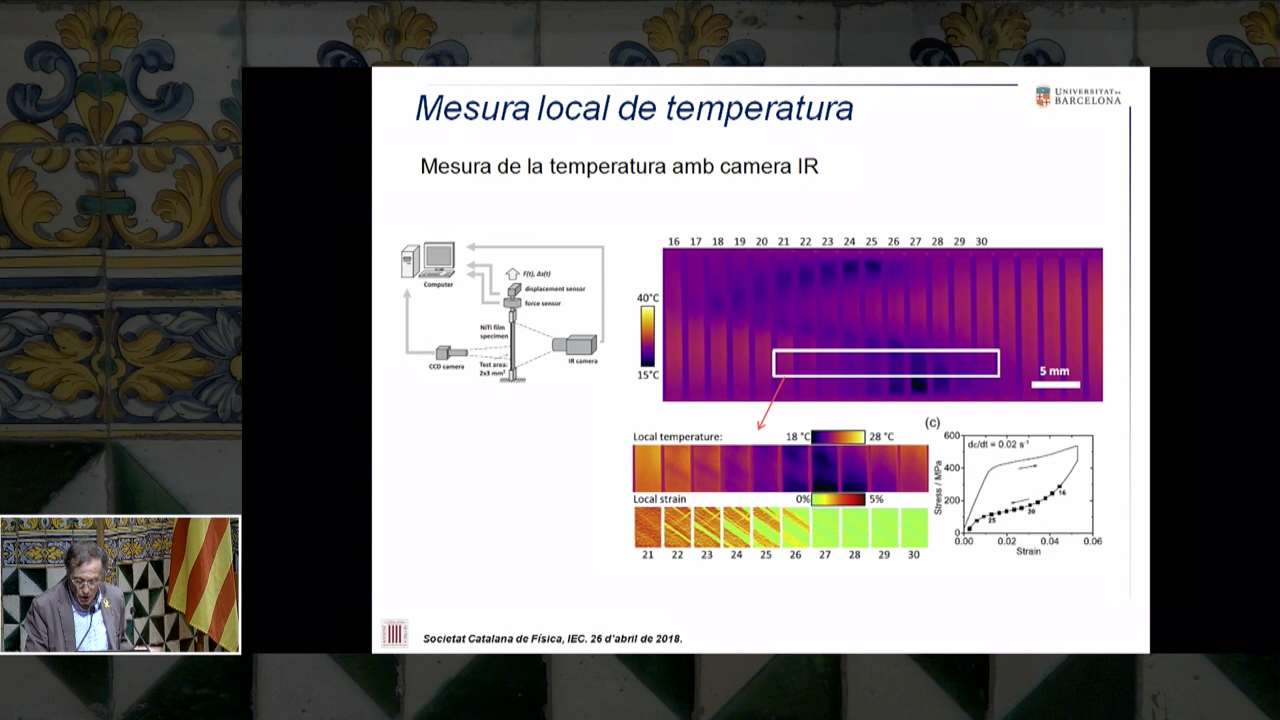 Mesura local de temperatura
UNIVERSITAT DE
BARCELONA
Mesura de la temperatura amb camera IR
Computer
F(t), Δs(t)
displacement sensor
force sensor
NiTi film
specimen
CCD camera
Test area:
2x3 mm²
IR camera
16 17 18 19 20 21 22 23 24 25 26 27 28 29 30
40°C
15°C
5 mm
Local temperature:
18 °C
28 °C
Local strain
0%
5%
21 22 23 24 25 26 27 28 29 30
(c)
dε/dt = 0.02 s⁻¹
Stress / MPa
600
400
200
0
16
20
25
0.00 0.02 0.04 0.06
Strain
Societat Catalana de Física, IEC. 26 d'abril de 2018.